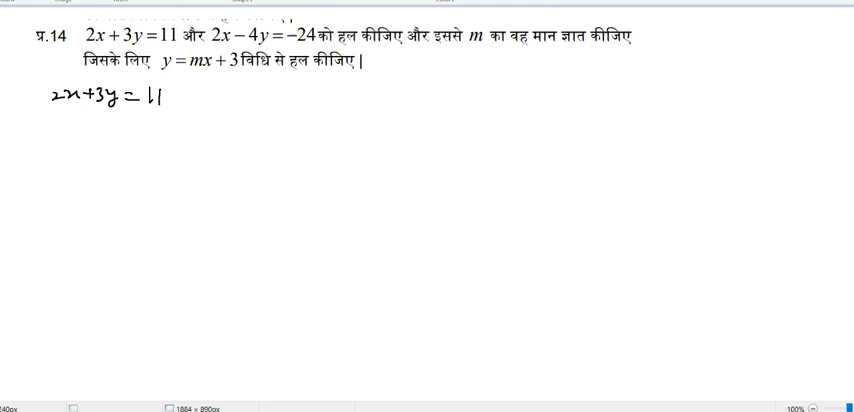 प्र.14 2x + 3y = 11 और 2x − 4y = −24 को हल कीजिए और इससे m का वह मान ज्ञात कीजिए
जिसके लिए y = mx + 3 विधि से हल कीजिए |
2x+3y = 11
240px 1884 × 890px 100%